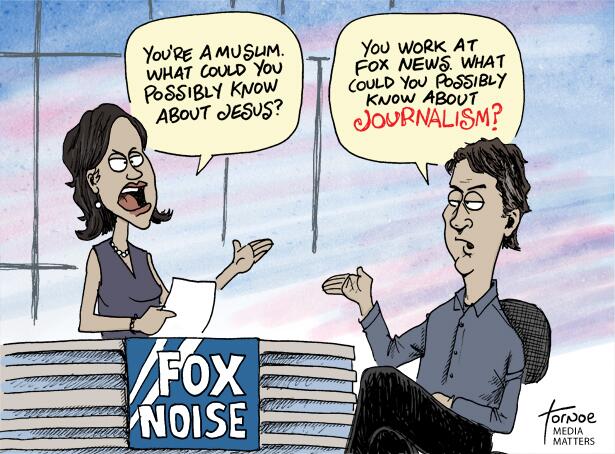 YOU'RE A MUSLIM.
WHAT COULD YOU
POSSIBLY KNOW
ABOUT JESUS?
YOU WORK AT
FOX NEWS. WHAT
COULD YOU POSSIBLY
KNOW ABOUT
JOURNALISM?
FOX
NOISE
TORNOE
MEDIA
MATTERS